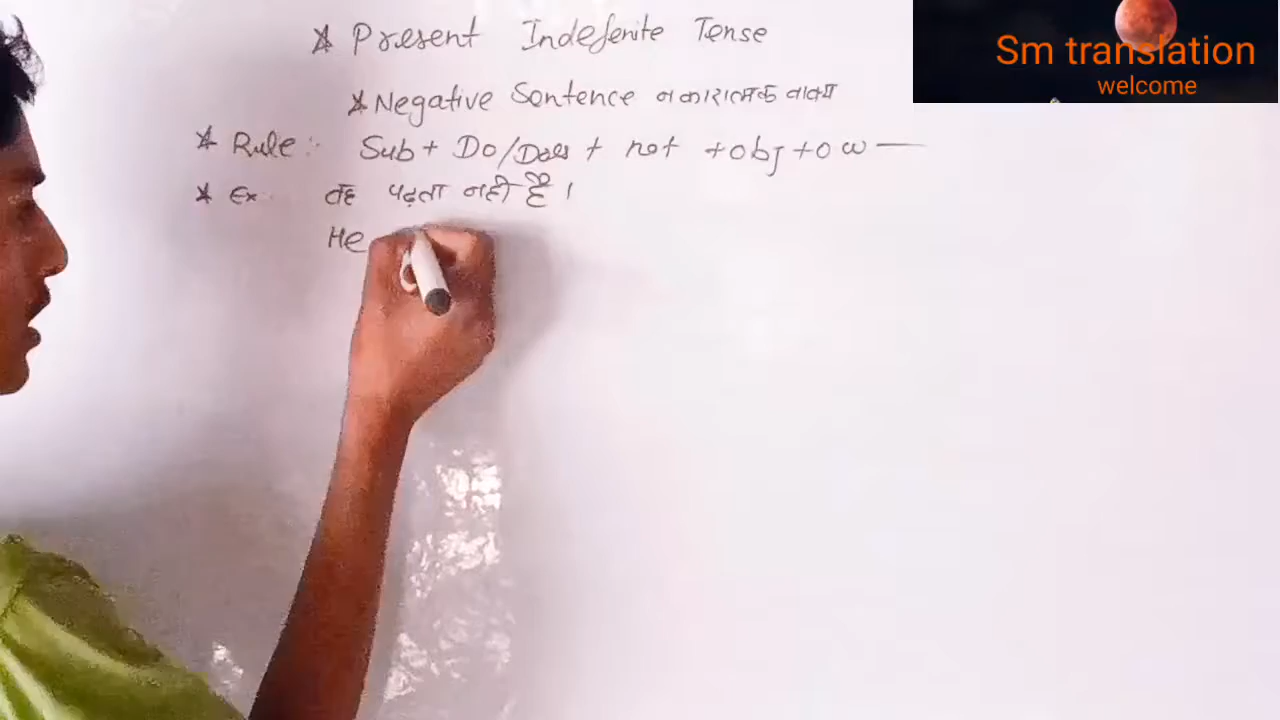 * Present Indefenite Tense
* Negative Sentence नकारात्मक वाक्य
* Rule :- Sub + Do/Does + not + obj + o w —
* Ex वह पढ़ता नही है।
He
Sm translation
welcome